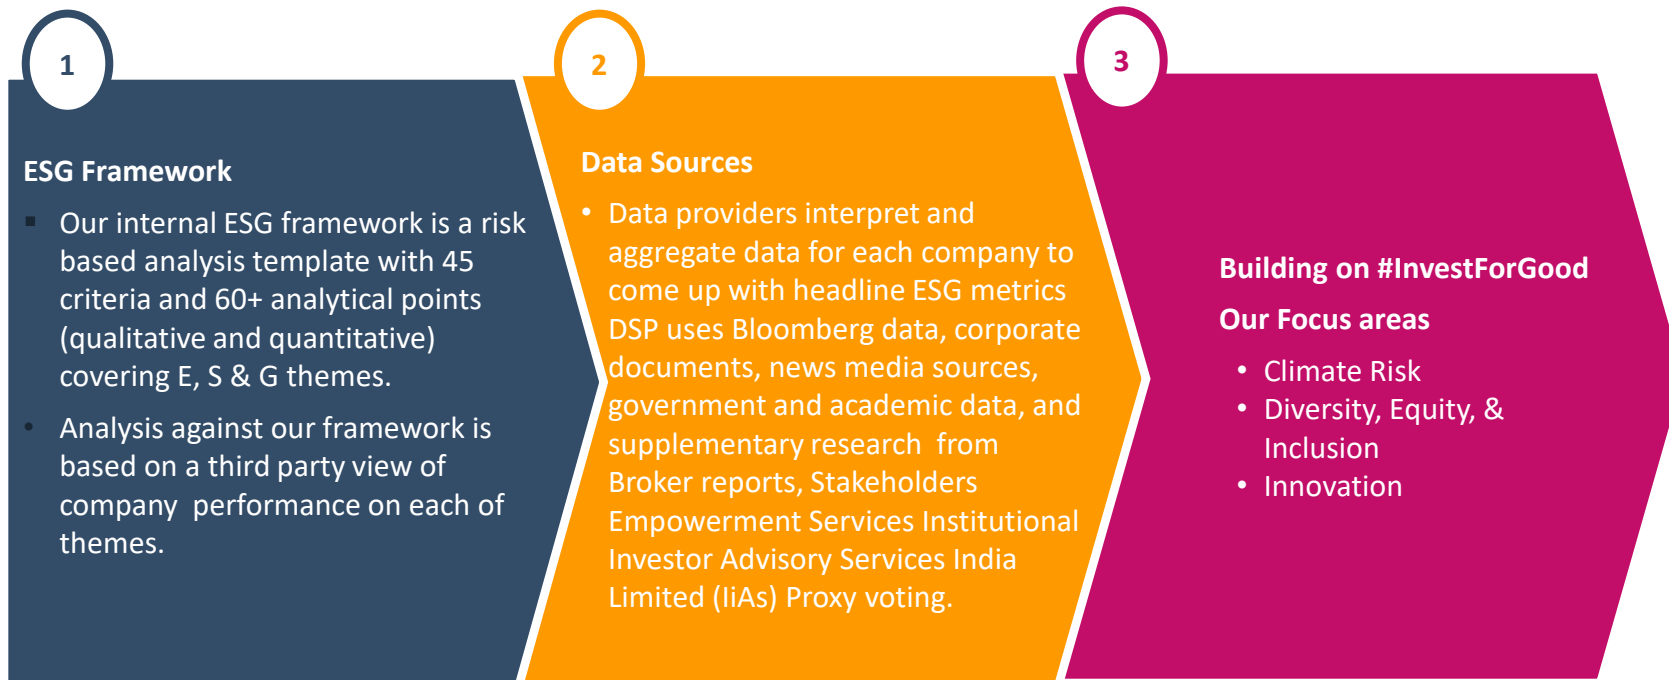 1
ESG Framework
▪ Our internal ESG framework is a risk
based analysis template with 45
criteria and 60+ analytical points
(qualitative and quantitative)
covering E, S & G themes.
• Analysis against our framework is
based on a third party view of
company  performance on each of
themes.
2
Data Sources
• Data providers interpret and
aggregate data for each company to
come up with headline ESG metrics
DSP uses Bloomberg data, corporate
documents, news media sources,
government and academic data, and
supplementary research  from
Broker reports, Stakeholders
Empowerment Services Institutional
Investor Advisory Services India
Limited (IiAs) Proxy voting.
3
Building on #InvestForGood
Our Focus areas
• Climate Risk
• Diversity, Equity, &
Inclusion
• Innovation